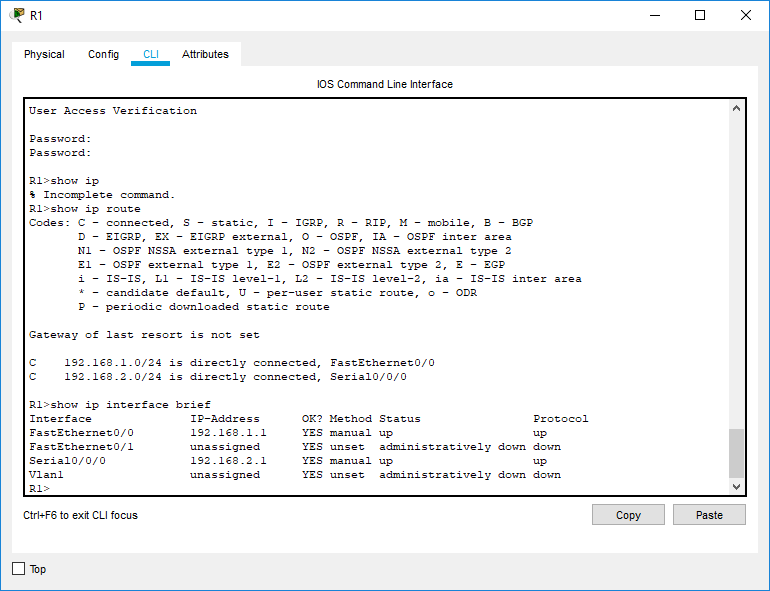 R1
Physical Config CLI Attributes
IOS Command Line Interface
User Access Verification
Password:
Password:
R1>show ip
% Incomplete command.
R1>show ip route
Codes: C - connected, S - static, I - IGRP, R - RIP, M - mobile, B - BGP
       D - EIGRP, EX - EIGRP external, O - OSPF, IA - OSPF inter area
       N1 - OSPF NSSA external type 1, N2 - OSPF NSSA external type 2
       E1 - OSPF external type 1, E2 - OSPF external type 2, E - EGP
       i - IS-IS, L1 - IS-IS level-1, L2 - IS-IS level-2, ia - IS-IS inter area
       * - candidate default, U - per-user static route, o - ODR
       P - periodic downloaded static route
Gateway of last resort is not set
C    192.168.1.0/24 is directly connected, FastEthernet0/0
C    192.168.2.0/24 is directly connected, Serial0/0/0
R1>show ip interface brief
Interface              IP-Address      OK? Method Status                Protocol
FastEthernet0/0        192.168.1.1     YES manual up                    up
FastEthernet0/1        unassigned      YES unset  administratively down down
Serial0/0/0            192.168.2.1     YES manual up                    up
Vlan1                  unassigned      YES unset  administratively down down
R1>
Ctrl+F6 to exit CLI focus
Copy Paste
Top